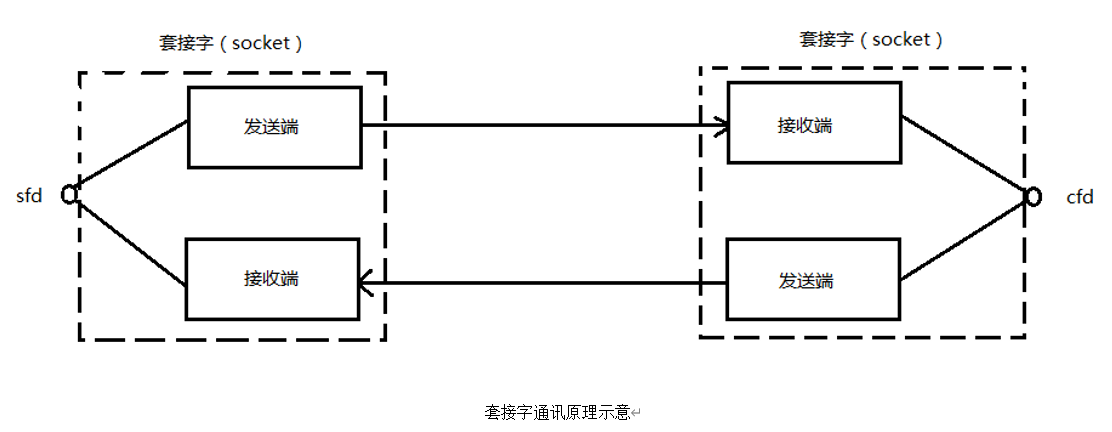 套接字（socket）
套接字（socket）
发送端
接收端
sfd
cfd
接收端
发送端
套接字通讯原理示意↵